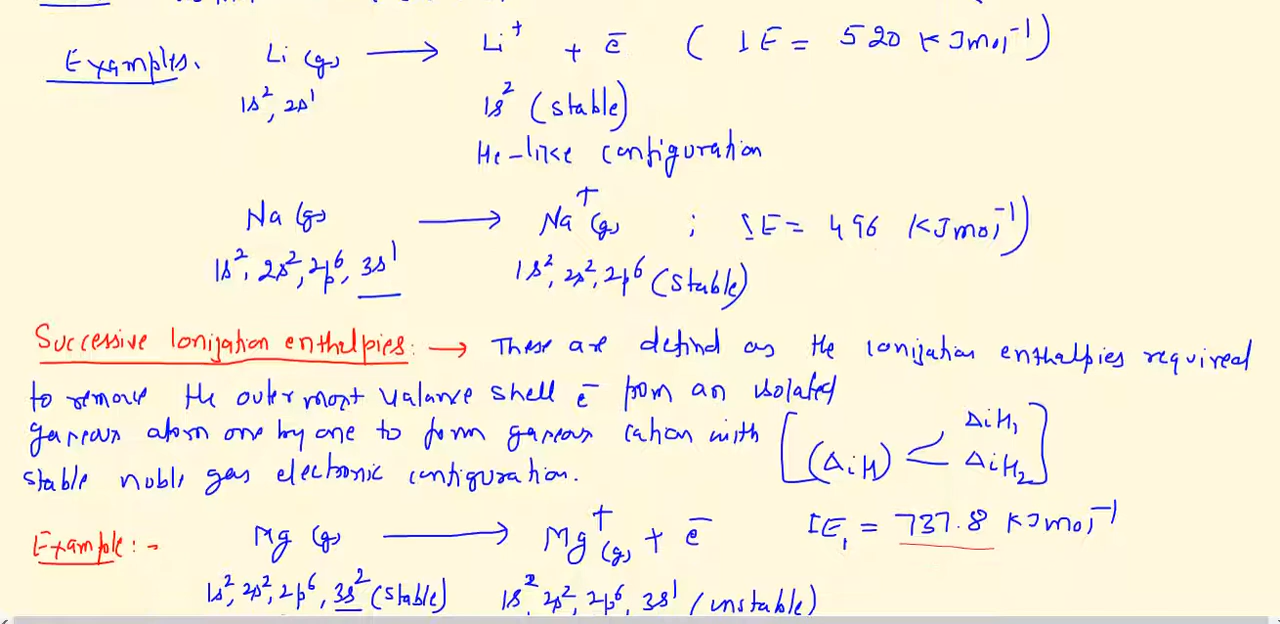 Examples. Li (g) ⟶ Li⁺ + ē ( IE = 520 KJmol⁻¹)
1s², 2s¹ 1s² (stable)
He-like configuration
Na (g) ⟶ Na⁺ (g) ; IE = 496 KJmol⁻¹)
1s², 2s², 2p⁶, 3s¹ 1s², 2s², 2p⁶ (stable)
Successive Ionization enthalpies: → These are defind as the ionization enthalpies required
to remove the outermost valance shell ē from an isolated
gaseous atom one by one to form gaseous cation with [(ΔiH) < ΔiH₁ ΔiH₂]
stable noble gas electronic configuration.
Example:- Mg (g) ⟶ Mg⁺(g) + ē IE₁ = 737.8 KJmol⁻¹
1s², 2s², 2p⁶, 3s² (stable) 1s², 2s², 2p⁶, 3s¹ (unstable)